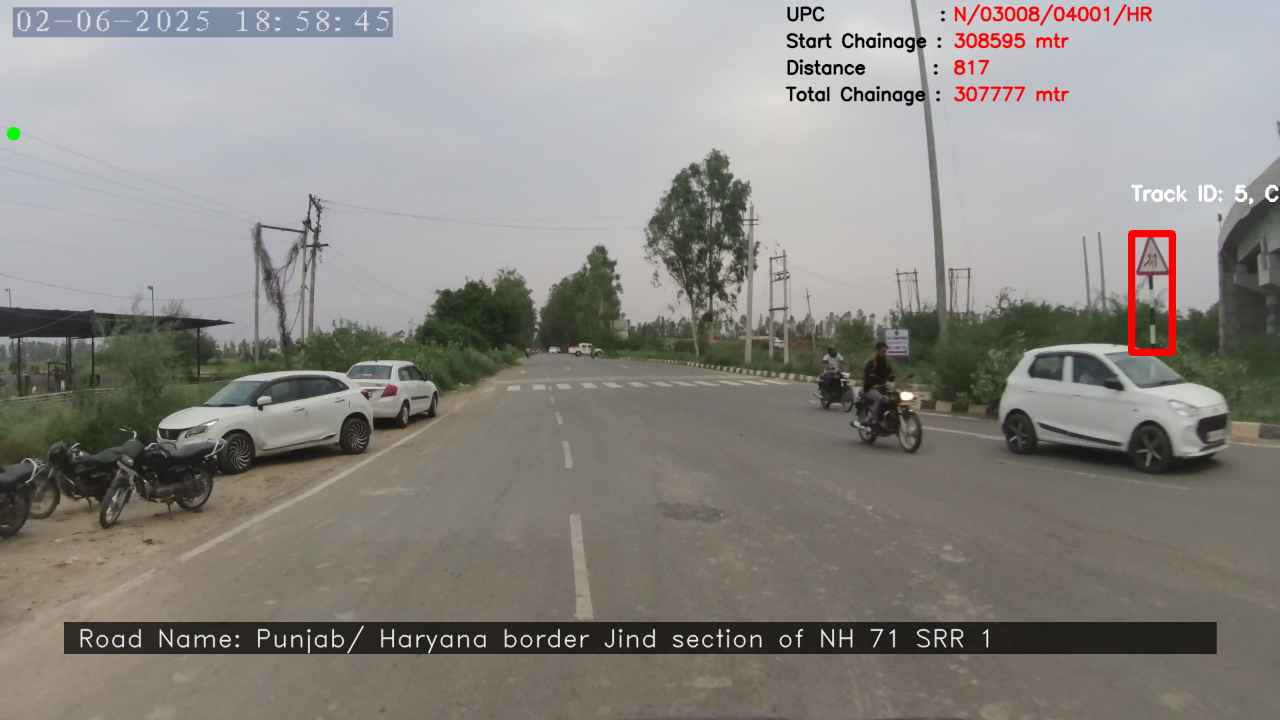 02-06-2025 18:58:45
UPC : N/03008/04001/HR
Start Chainage : 308595 mtr
Distance : 817
Total Chainage : 307777 mtr
Track ID: 5, C
Road Name: Punjab/ Haryana border Jind section of NH 71 SRR 1